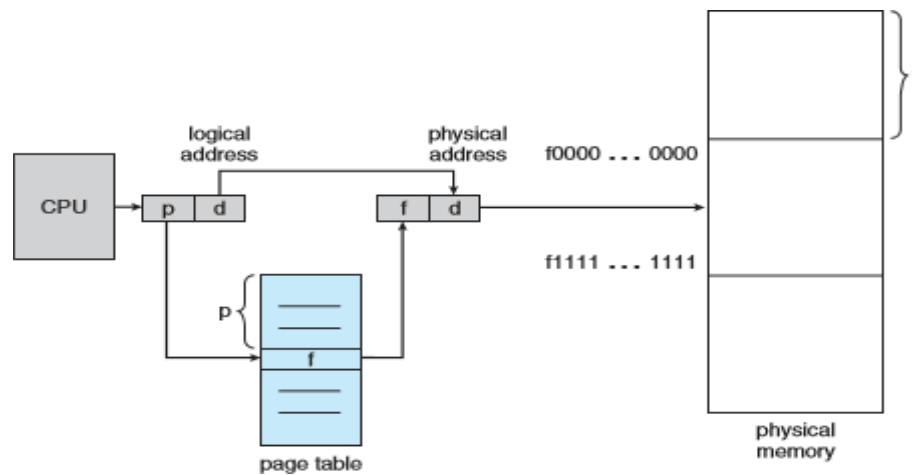 logical
address
physical
address
f0000 ... 0000
CPU
p
d
f
d
f1111 ... 1111
p
f
page table
physical
memory